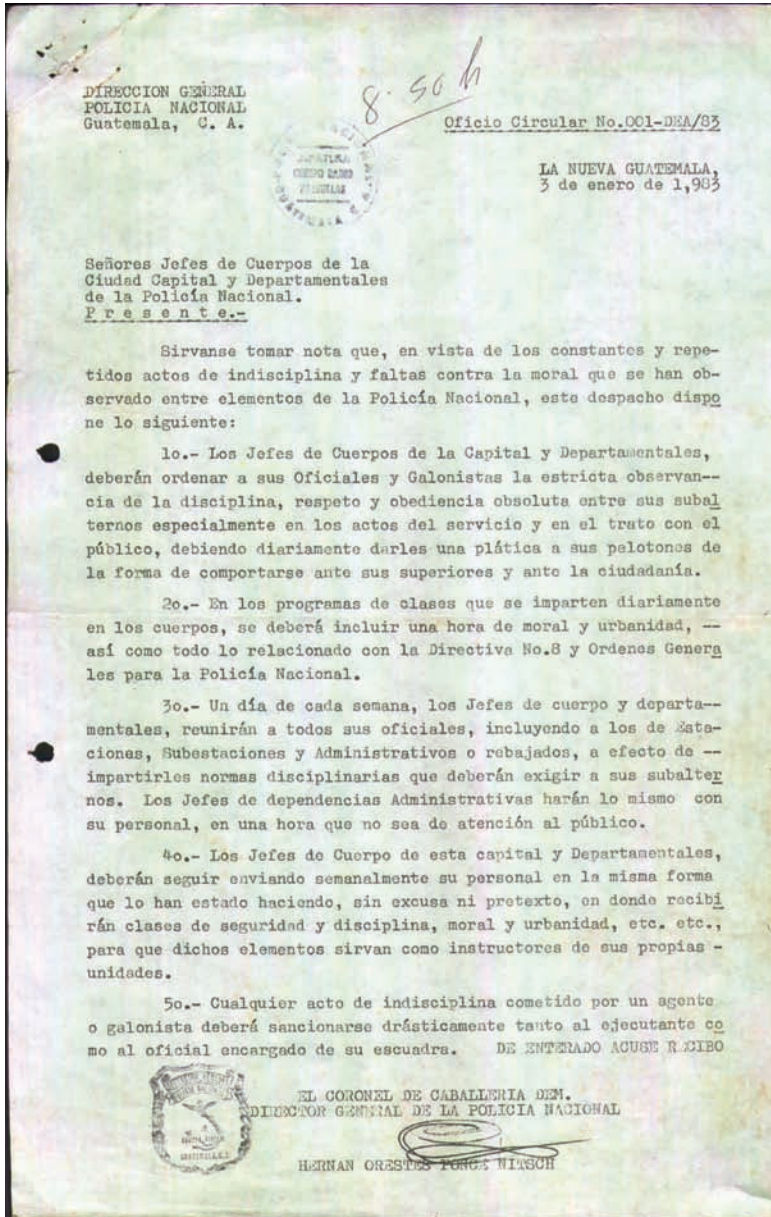 DIRECCION GENERAL
POLICIA NACIONAL
Guatemala, C. A.
8.50 h
Oficio Circular No.001-DEA/83
JEFATURA
CUERPO RADIO
PATRULLAS
GUATEMALA C. A.
LA NUEVA GUATEMALA,
3 de enero de 1,983
Señores Jefes de Cuerpos de la
Ciudad Capital y Departamentales
de la Policía Nacional.
P r e s e n t e.-
Sirvanse tomar nota que, en vista de los constantes y repe-
tidos actos de indisciplina y faltas contra la moral que se han ob-
servado entre elementos de la Policía Nacional, este despacho dispo
ne lo siguiente:
1o.- Los Jefes de Cuerpos de la Capital y Departamentales,
deberán ordenar a sus Oficiales y Galonistas la estricta observan--
cia de la disciplina, respeto y obediencia absoluta entre sus subal
ternos especialmente en los actos del servicio y en el trato con el
público, debiendo diariamente darles una plática a sus pelotones de
la forma de comportarse ante sus superiores y ante la ciudadanía.
2o.- En los programas de clases que se imparten diariamente
en los cuerpos, se deberá incluir una hora de moral y urbanidad, --
así como todo lo relacionado con la Directiva No.8 y Ordenes Genera
les para la Policía Nacional.
3o.- Un día de cada semana, los Jefes de cuerpo y departa--
mentales, reunirán a todos sus oficiales, incluyendo a los de Esta-
ciones, Subestaciones y Administrativos o rebajados, a efecto de --
impartirles normas disciplinarias que deberán exigir a sus subalter
nos. Los Jefes de dependencias Administrativas harán lo mismo con
su personal, en una hora que no sea de atención al público.
4o.- Los Jefes de Cuerpo de esta capital y Departamentales,
deberán seguir enviando semanalmente su personal en la misma forma
que lo han estado haciendo, sin excusa ni pretexto, en donde recibi
rán clases de seguridad y disciplina, moral y urbanidad, etc. etc.,
para que dichos elementos sirvan como instructores de sus propias -
unidades.
5o.- Cualquier acto de indisciplina cometido por un agente
o galonista deberá sancionarse drásticamente tanto al ejecutante co
mo al oficial encargado de su escuadra. DE ENTERADO ACUSE RECIBO
EL CORONEL DE CABALLERIA DEM.
DIRECTOR GENERAL DE LA POLICIA NACIONAL
HERNAN ORESTES PONCE NITSCH